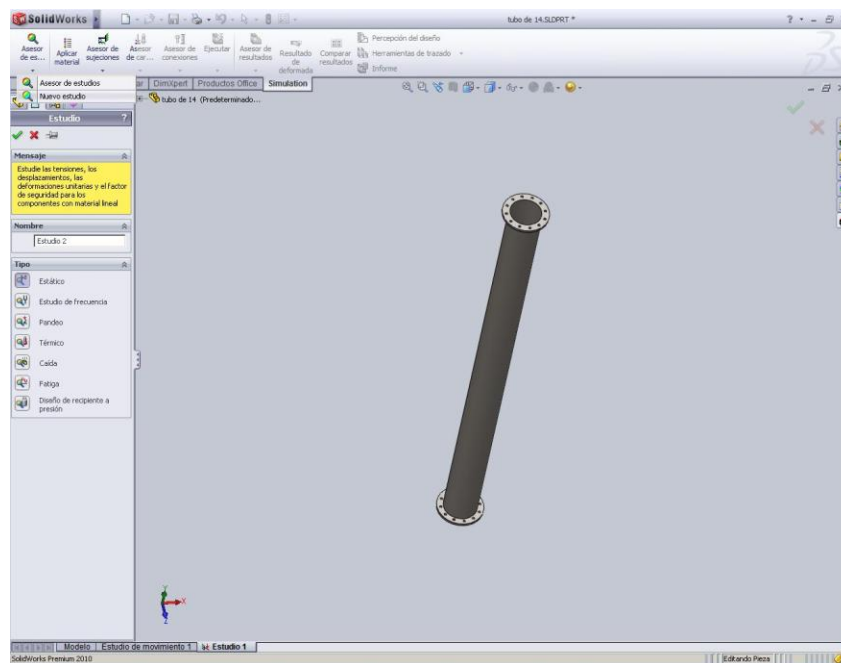 SolidWorks
tubo de 14.SLDPRT *
Asesor de es...
Aplicar material
Asesor de sujeciones
Asesor de car...
Asesor de conexiones
Ejecutar
Asesor de resultados
Resultado de deformada
Comparar resultados
Percepción del diseño
Herramientas de trazado
Informe
Asesor de estudios
Nuevo estudio
DimXpert
Productos Office
Simulation
tubo de 14 (Predeterminado...
Estudio
?
Mensaje
Estudie las tensiones, los
desplazamientos, las
deformaciones unitarias y el factor
de seguridad para los
componentes con material lineal
Nombre
Estudio 2
Tipo
Estático
Estudio de frecuencia
Pandeo
Térmico
Caída
Fatiga
Diseño de recipiente a
presión
Y
X
Z
Modelo
Estudio de movimiento 1
Estudio 1
SolidWorks Premium 2010
Editando Pieza